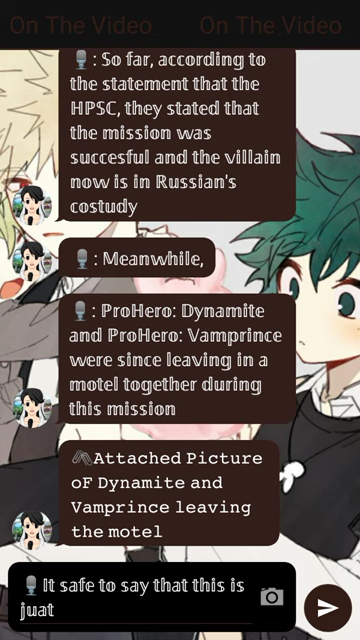 On The Video On The Video
🎙️: So far, according to
the statement that the
HPSC, they stated that
the mission was
succesful and the villain
now is in Russian's
costudy
🎙️: Meanwhile,
🎙️: ProHero: Dynamite
and ProHero: Vamprince
were since leaving in a
motel together during
this mission
🖇️Attached Picture
oF Dynamite and
Vamprince leaving
the motel
🎙️It safe to say that this is
juat